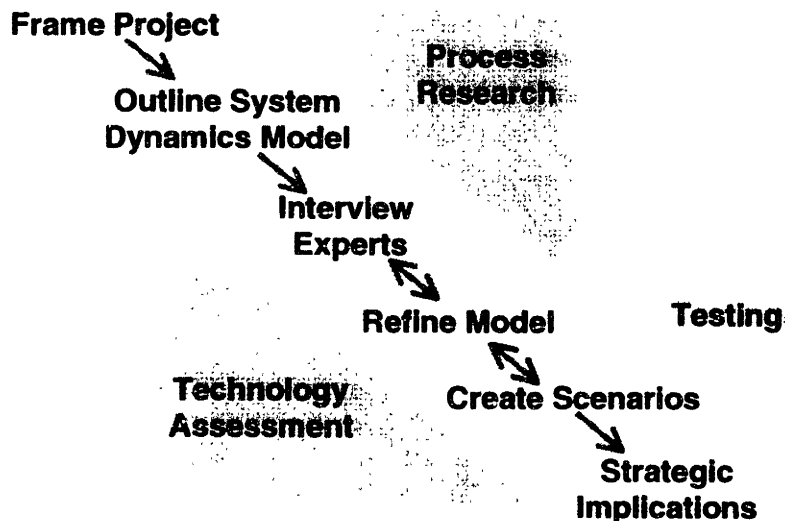 Frame Project
Process
Research
Outline System
Dynamics Model
Interview
Experts
Refine Model
Testing
Technology
Assessment
Create Scenarios
Strategic
Implications